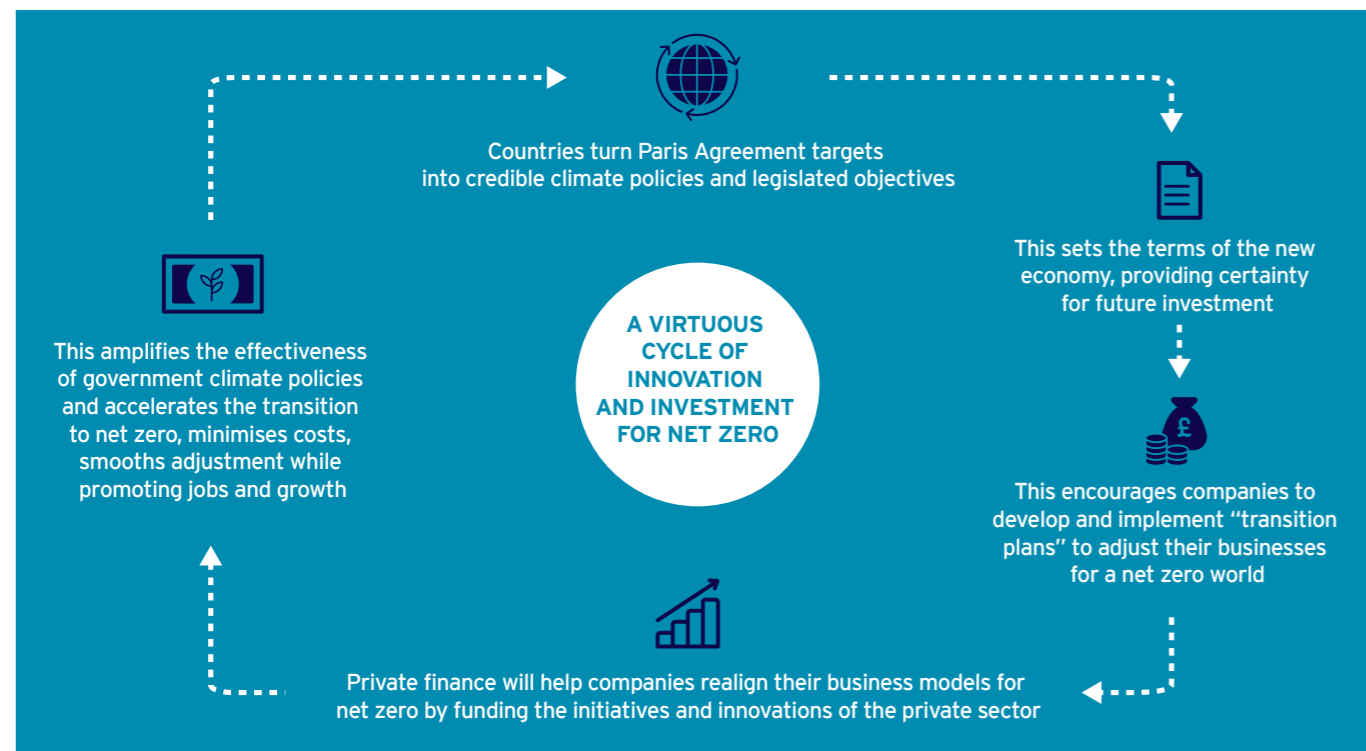 Countries turn Paris Agreement targets
into credible climate policies and legislated objectives
This sets the terms of the new
economy, providing certainty
for future investment
£
This encourages companies to
develop and implement “transition
plans” to adjust their businesses
for a net zero world
Private finance will help companies realign their business models for
net zero by funding the initiatives and innovations of the private sector
This amplifies the effectiveness
of government climate policies
and accelerates the transition
to net zero, minimises costs,
smooths adjustment while
promoting jobs and growth
A VIRTUOUS
CYCLE OF
INNOVATION
AND INVESTMENT
FOR NET ZERO